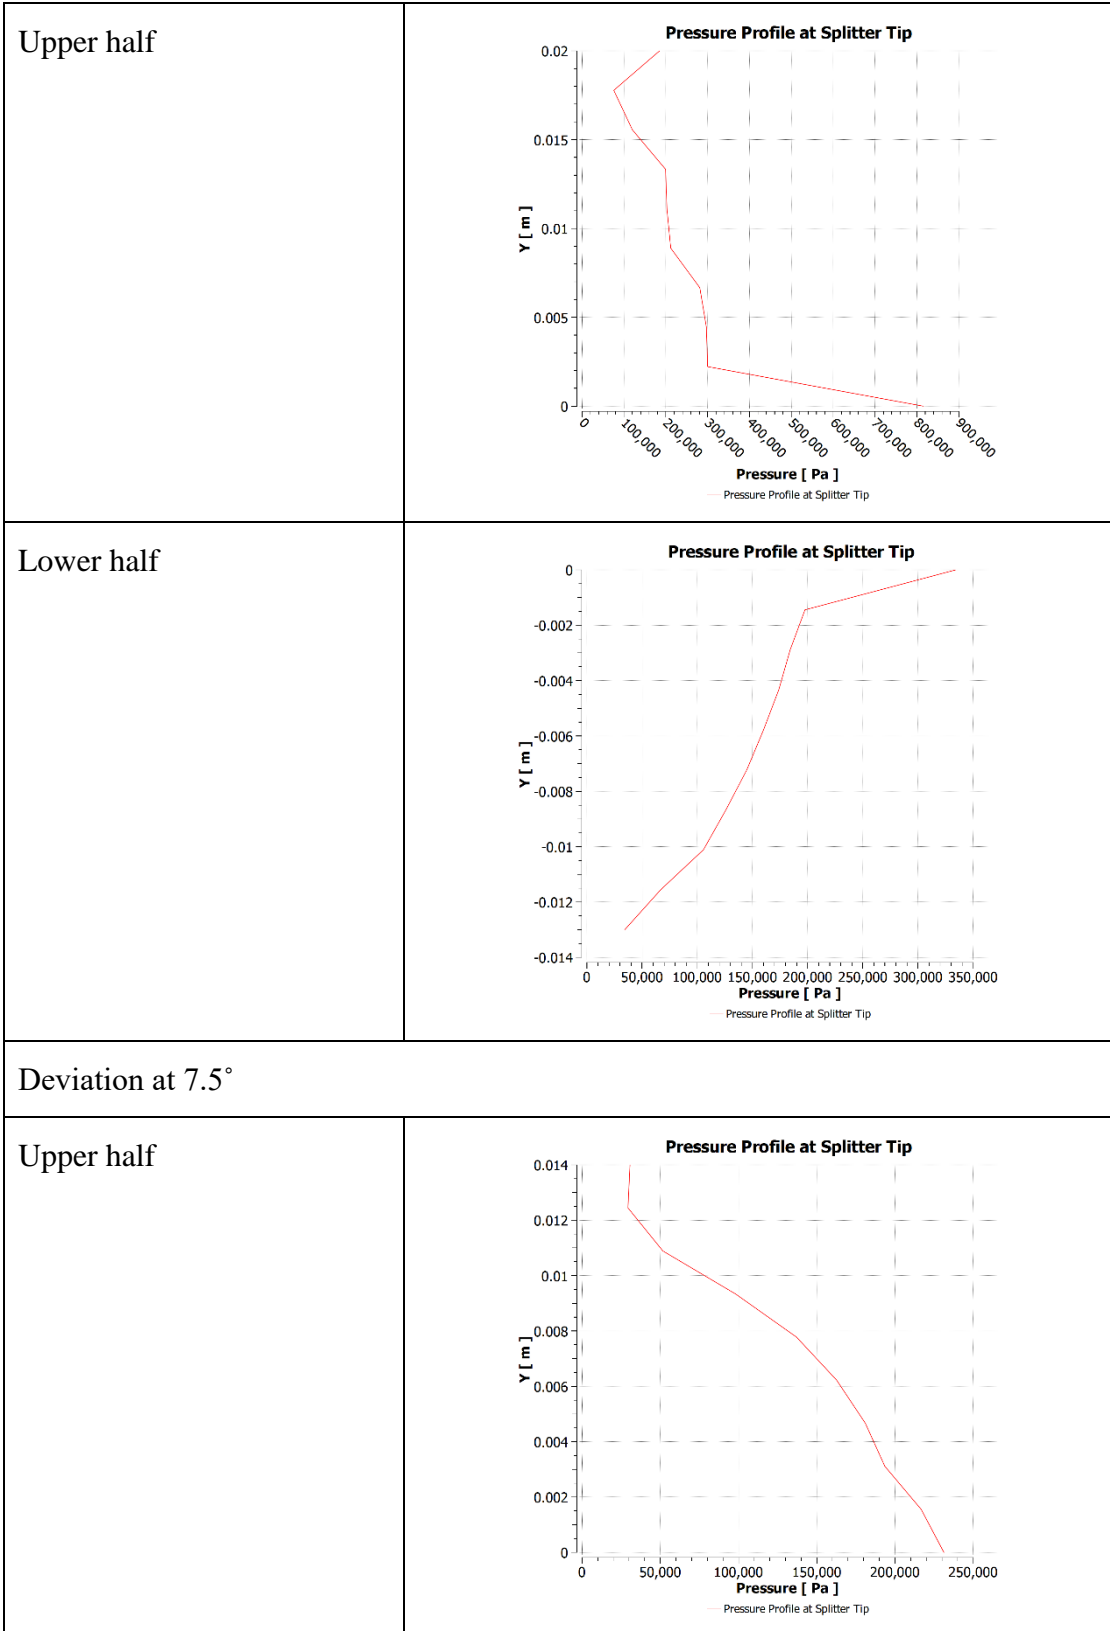 Upper half
Pressure Profile at Splitter Tip
0.02
0.015
0.01
0.005
0
Y [ m ]
0 100,000 200,000 300,000 400,000 500,000 600,000 700,000 800,000 900,000
Pressure [ Pa ]
Pressure Profile at Splitter Tip
Lower half
Pressure Profile at Splitter Tip
0
-0.002
-0.004
-0.006
-0.008
-0.01
-0.012
-0.014
Y [ m ]
0 50,000 100,000 150,000 200,000 250,000 300,000 350,000
Pressure [ Pa ]
Pressure Profile at Splitter Tip
Deviation at 7.5˚
Upper half
Pressure Profile at Splitter Tip
0.014
0.012
0.01
0.008
0.006
0.004
0.002
0
Y [ m ]
0 50,000 100,000 150,000 200,000 250,000
Pressure [ Pa ]
Pressure Profile at Splitter Tip